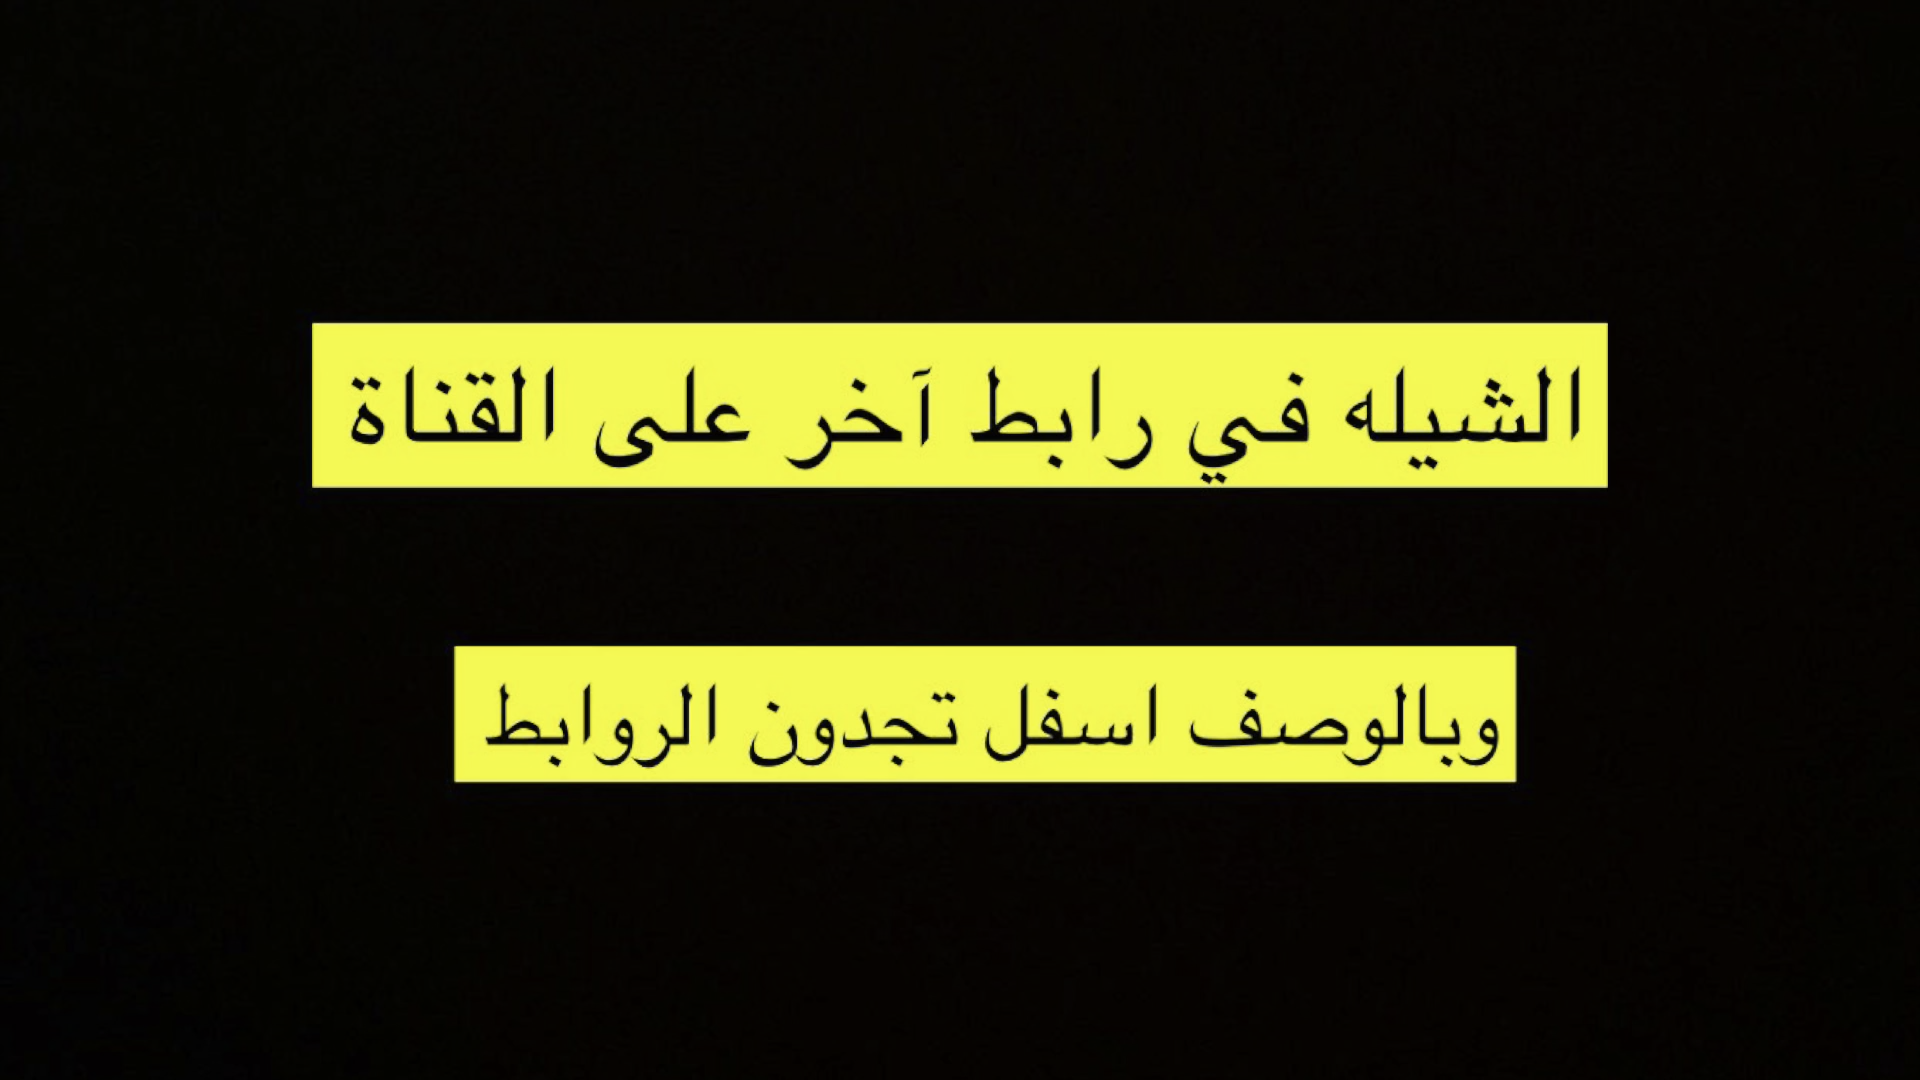 الشيله في رابط آخر على القناة
وبالوصف اسفل تجدون الروابط